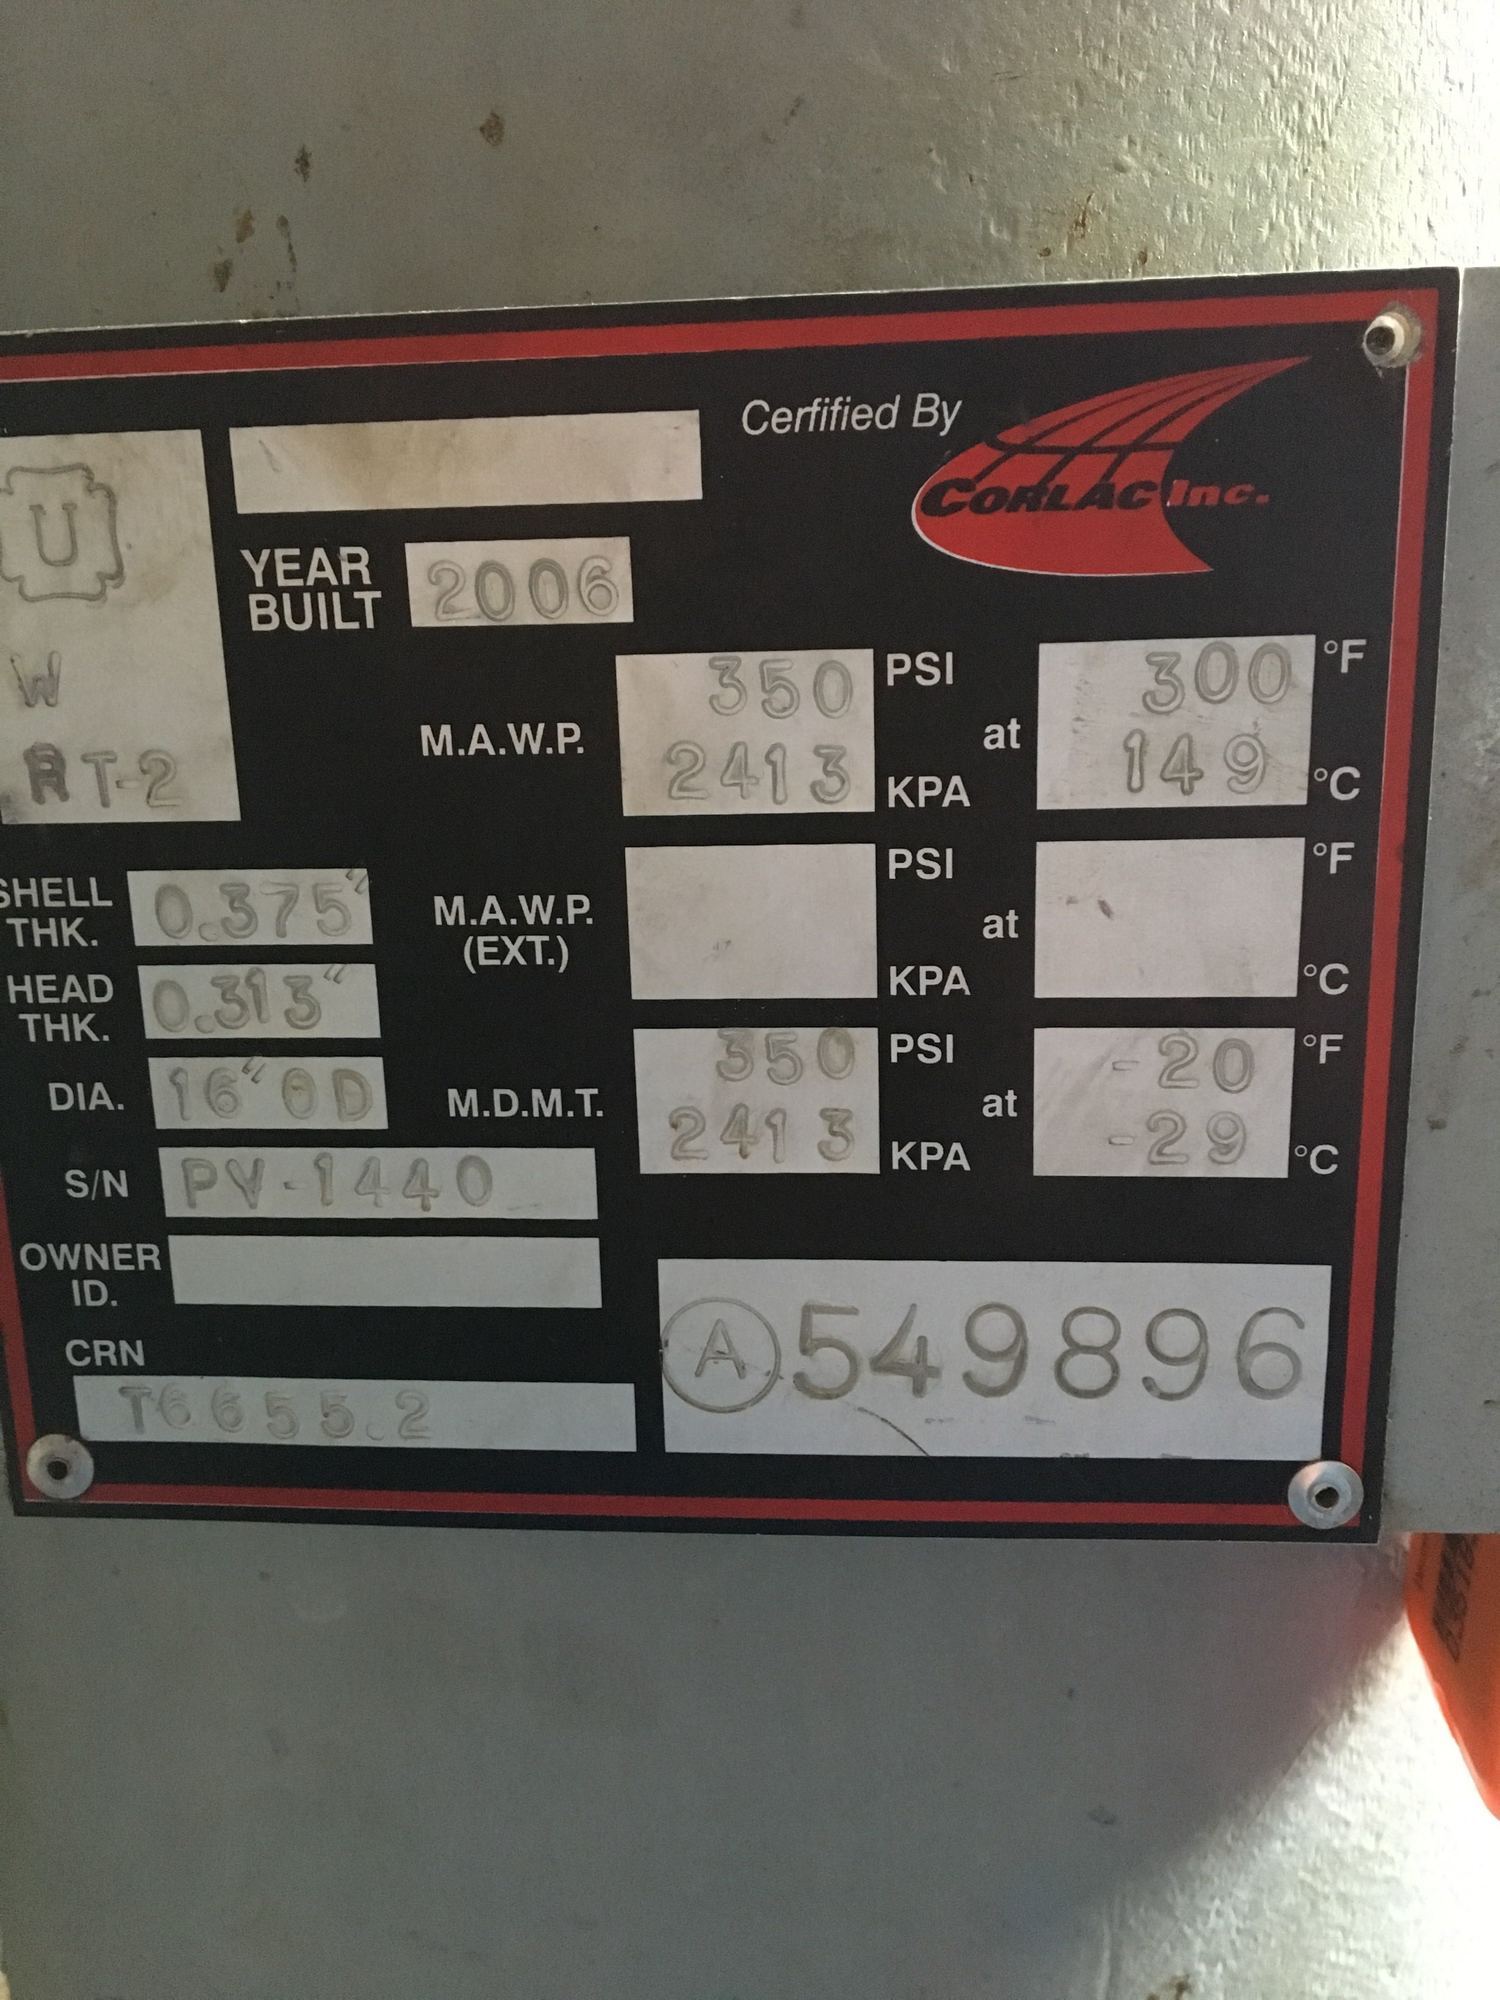 Cerfified By
CORLAC Inc.
U
W
RT-2
YEAR BUILT 2006
M.A.W.P. 350 PSI at 300 °F
2413 KPA 149 °C
SHELL THK. 0.375"
M.A.W.P. (EXT.) PSI at °F
KPA °C
HEAD THK. 0.313"
DIA. 16" OD
M.D.M.T. 350 PSI at -20 °F
2413 KPA -29 °C
S/N PV-1440
OWNER ID.
CRN
T6655.2
A 549896